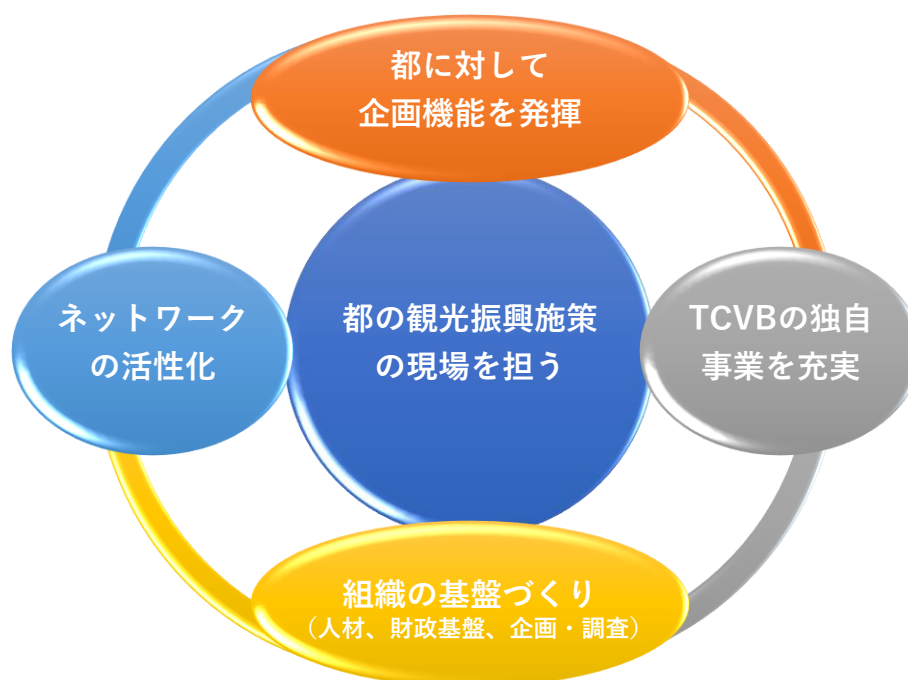 都に対して
企画機能を発揮
ネットワーク
の活性化
都の観光振興施策
の現場を担う
TCVBの独自
事業を充実
組織の基盤づくり
（人材、財政基盤、企画・調査）